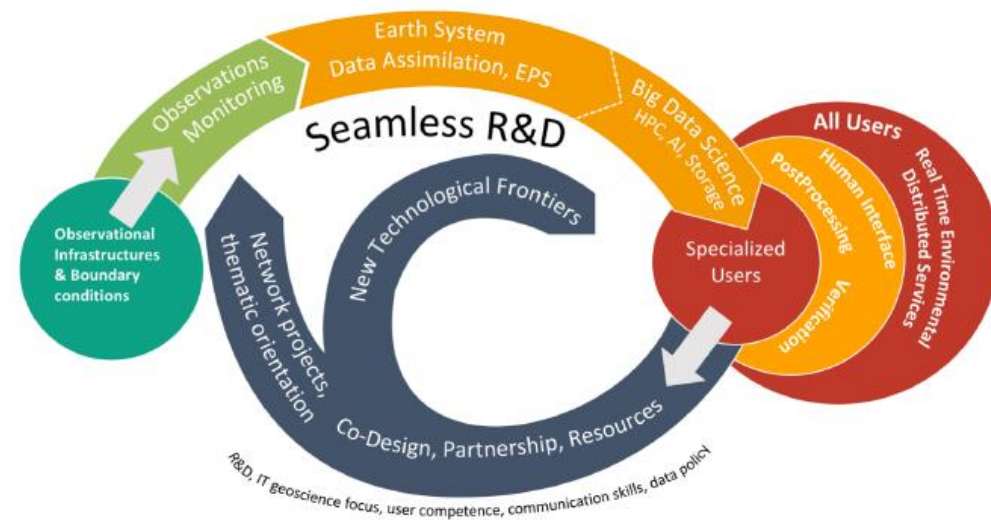 Observational
Infrastructures
& Boundary
conditions
Observations
Monitoring
Earth System
Data Assimilation, EPS
Big Data Science
HPC, AI, Storage
Seamless R&D
New Technological Frontiers
Network projects,
thematic orientation
Co-Design, Partnership, Resources
R&D, IT geoscience focus, user competence, communication skills, data policy
Specialized
Users
PostProcessing
Human Interface
Verification
All Users
Real Time Environmental
Distributed Services